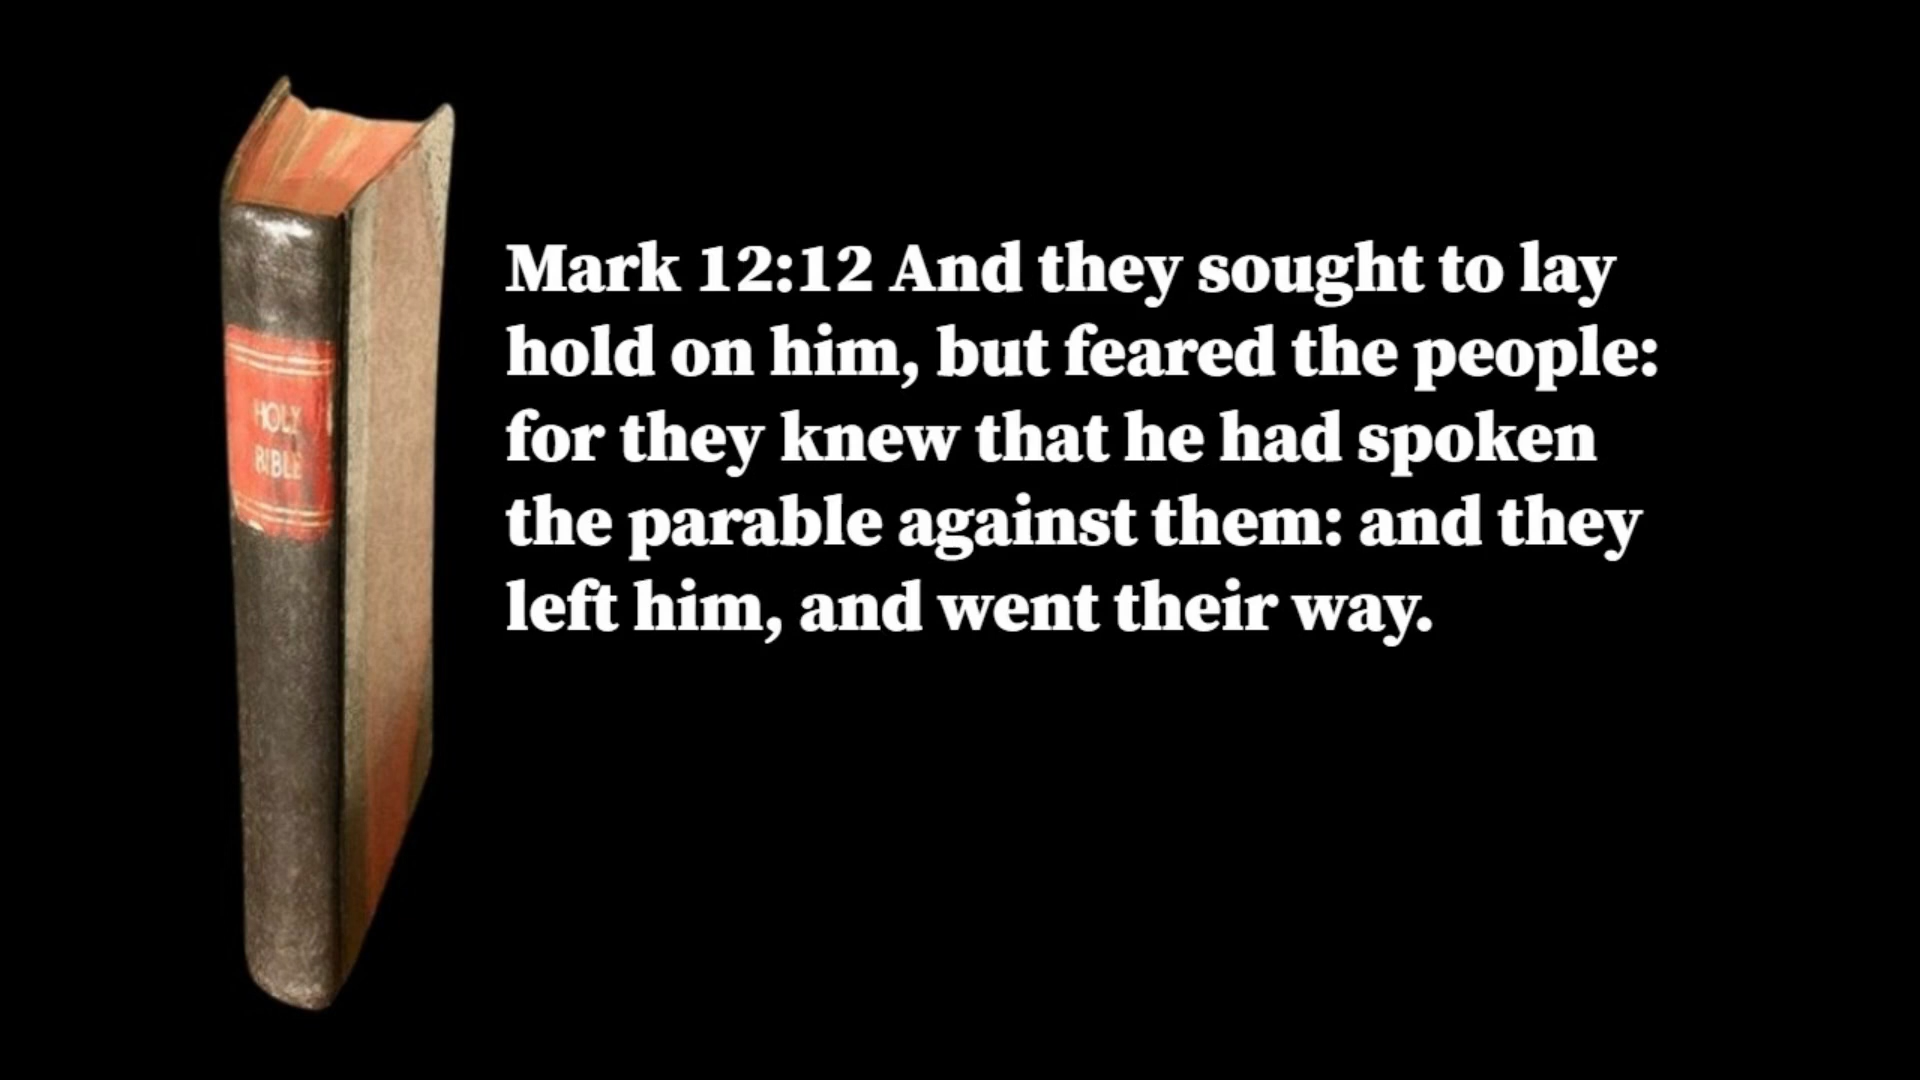 HOLY
BIBLE
Mark 12:12 And they sought to lay
hold on him, but feared the people:
for they knew that he had spoken
the parable against them: and they
left him, and went their way.